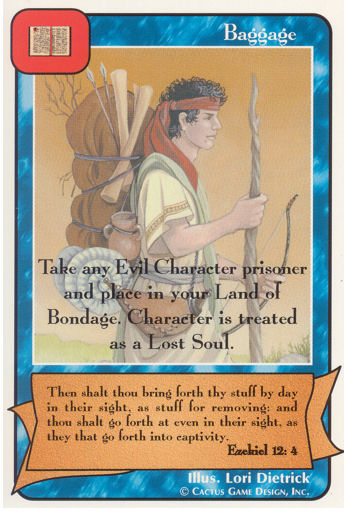 Baggage
Take any Evil Character prisoner
and place in your Land of
Bondage. Character is treated
as a Lost Soul.
Then shalt thou bring forth thy stuff by day
in their sight, as stuff for removing: and
thou shalt go forth at even in their sight, as
they that go forth into captivity.
Ezekiel 12: 4
Illus. Lori Dietrick
© Cactus Game Design, Inc.